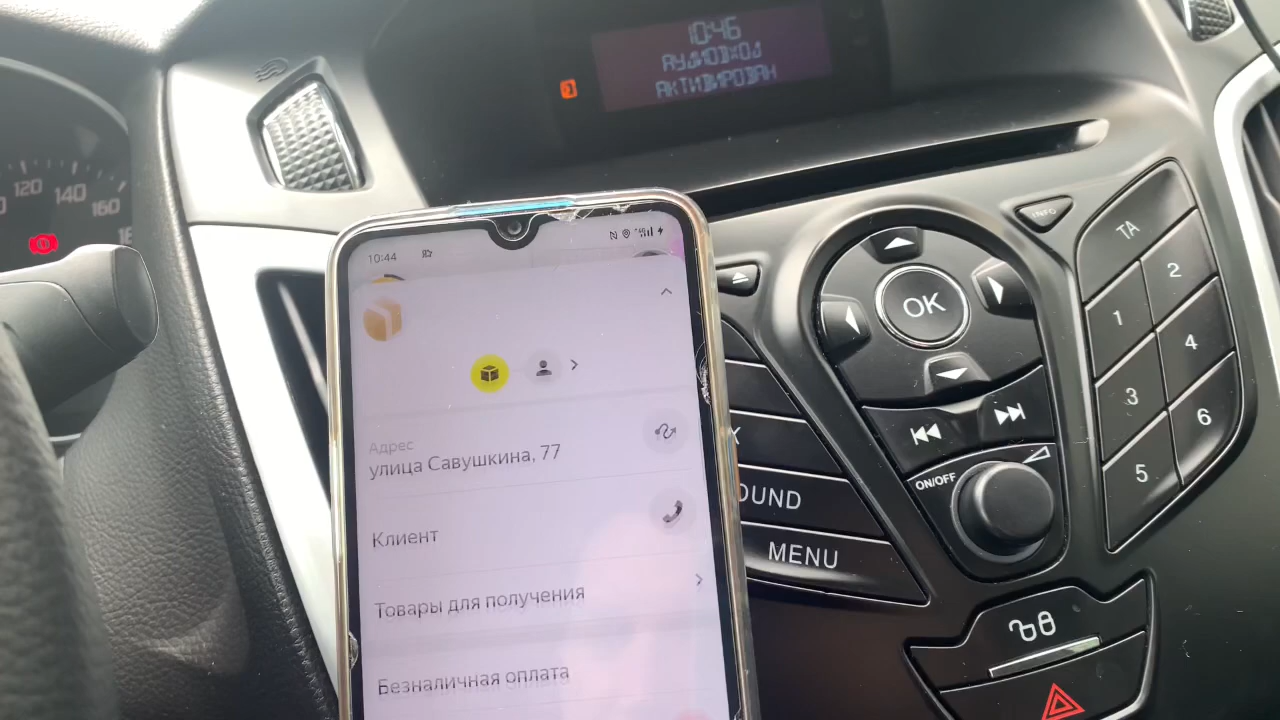 10:46
АУДИОВХОД
АКТИВИРОВАН
120
140
160
10:44
Адрес
улица Савушкина, 77
Клиент
Товары для получения
Безналичная оплата
INFO
TA
OK
1
2
3
4
5
6
ON/OFF
OUND
MENU